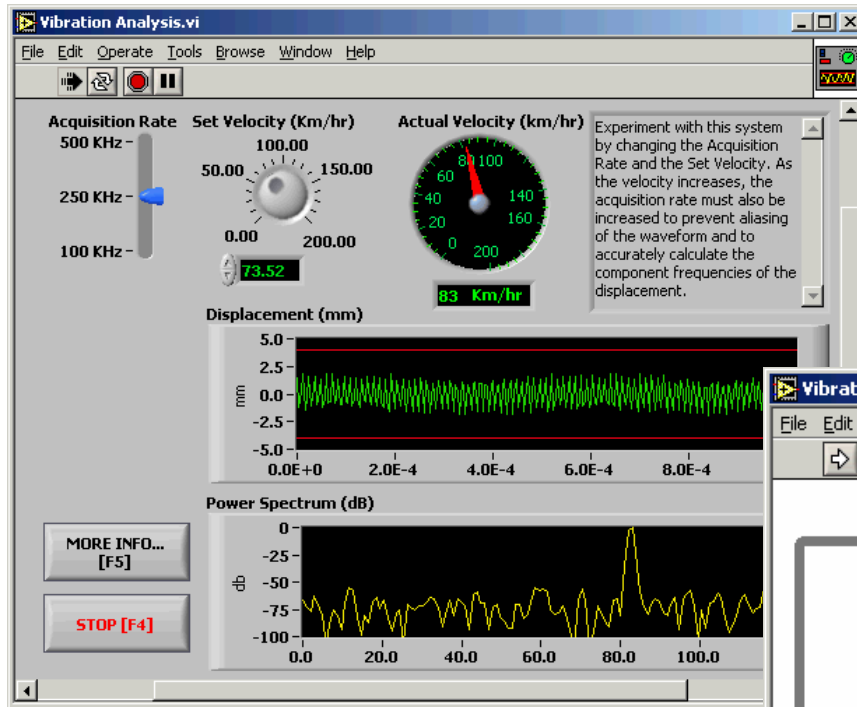 Vibration Analysis.vi
File Edit Operate Tools Browse Window Help
Acquisition Rate
500 KHz
250 KHz
100 KHz
Set Velocity (Km/hr)
100.00
50.00 150.00
0.00 200.00
73.52
Actual Velocity (km/hr)
80 100
60
40 140
20 160
0 200
83 Km/hr
Experiment with this system
by changing the Acquisition
Rate and the Set Velocity. As
the velocity increases, the
acquisition rate must also be
increased to prevent aliasing
of the waveform and to
accurately calculate the
component frequencies of the
displacement.
Displacement (mm)
5.0
2.5
0.0
-2.5
-5.0
mm
0.0E+0 2.0E-4 4.0E-4 6.0E-4 8.0E-4
Vibrat
File Edit
Power Spectrum (dB)
0
-25
-50
-75
-100
db
0.0 20.0 40.0 60.0 80.0 100.0
MORE INFO...
[F5]
STOP [F4]